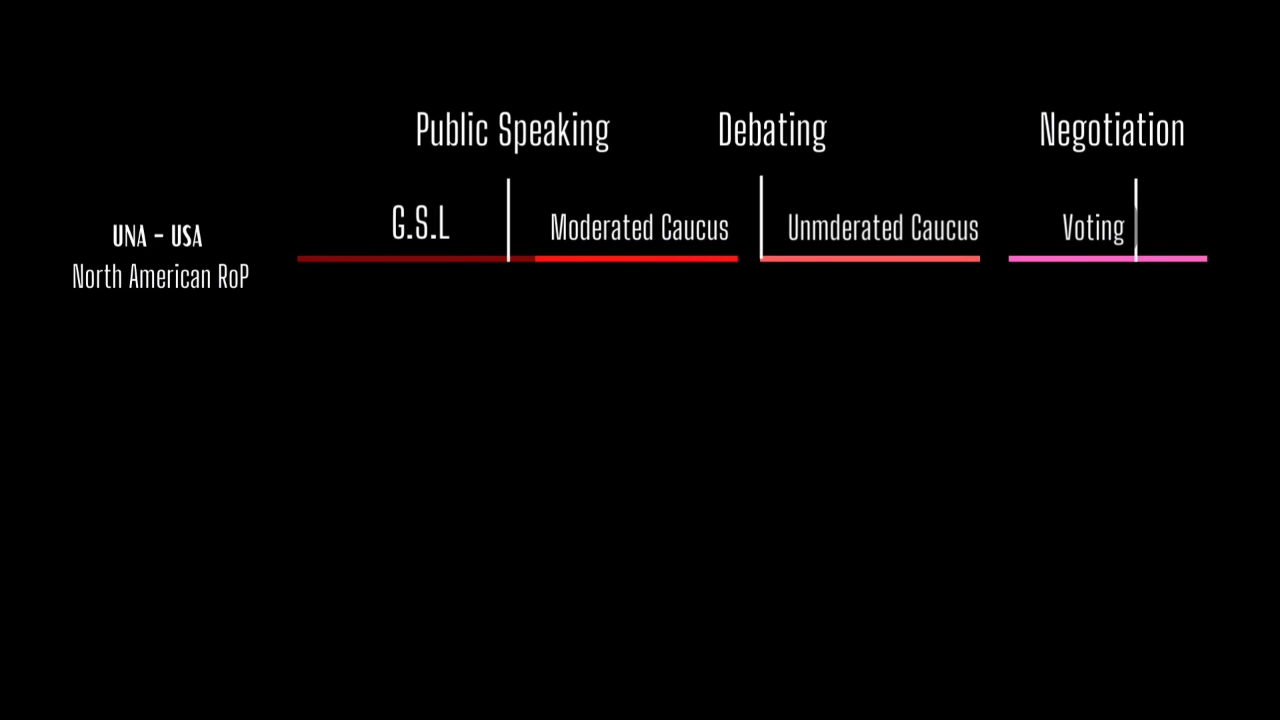 Public Speaking
Debating
Negotiation
G.S.L
Moderated Caucus
Unmderated Caucus
Voting
UNA - USA
North American RoP